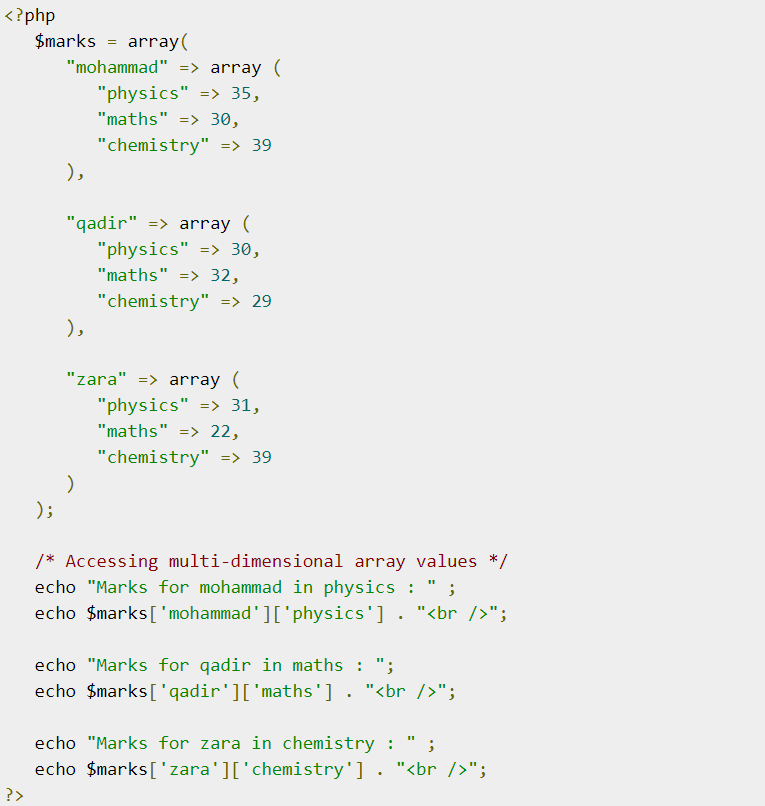 <?php
   $marks = array(
      "mohammad" => array (
         "physics" => 35,
         "maths" => 30,
         "chemistry" => 39
      ),

      "qadir" => array (
         "physics" => 30,
         "maths" => 32,
         "chemistry" => 29
      ),

      "zara" => array (
         "physics" => 31,
         "maths" => 22,
         "chemistry" => 39
      )
   );

   /* Accessing multi-dimensional array values */
   echo "Marks for mohammad in physics : " ;
   echo $marks['mohammad']['physics'] . "<br />";

   echo "Marks for qadir in maths : ";
   echo $marks['qadir']['maths'] . "<br />";

   echo "Marks for zara in chemistry : " ;
   echo $marks['zara']['chemistry'] . "<br />";
?>